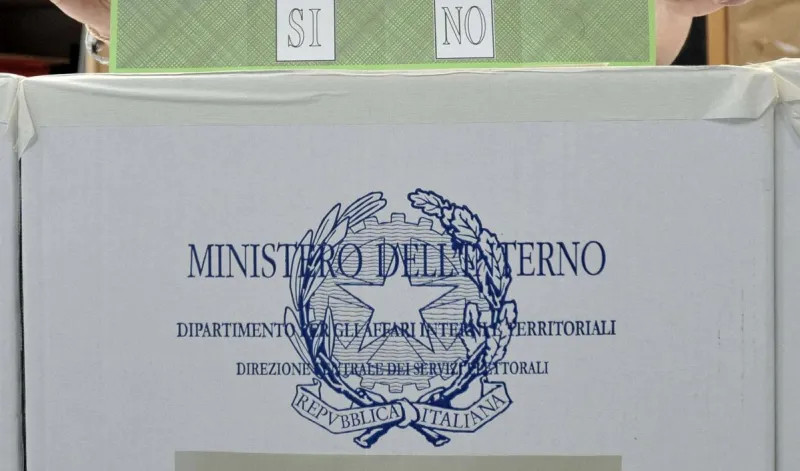 SI NO
MINISTERO DELL'INTERNO
DIPARTIMENTO PER GLI AFFARI INTERNI E TERRITORIALI
DIREZIONE CENTRALE DEI SERVIZI ELETTORALI
REPVBBLICA ITALIANA